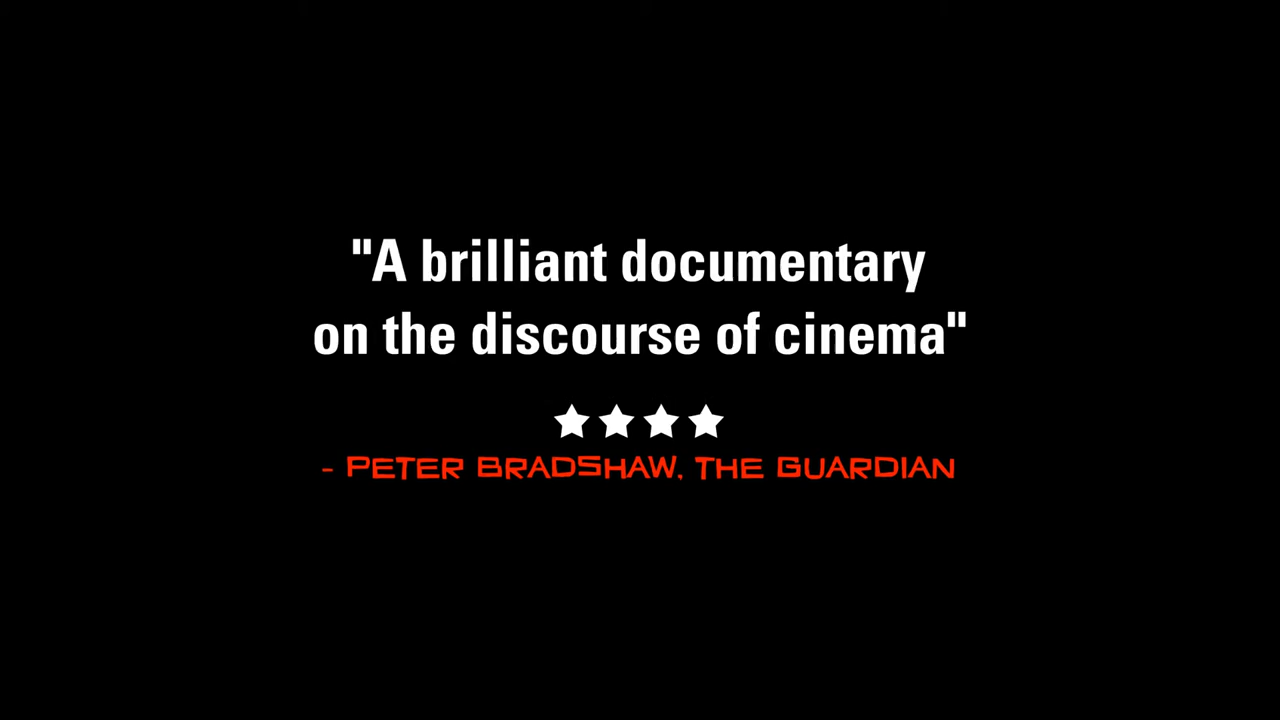 "A brilliant documentary
on the discourse of cinema"
★★★★
- PETER BRADSHAW, THE GUARDIAN